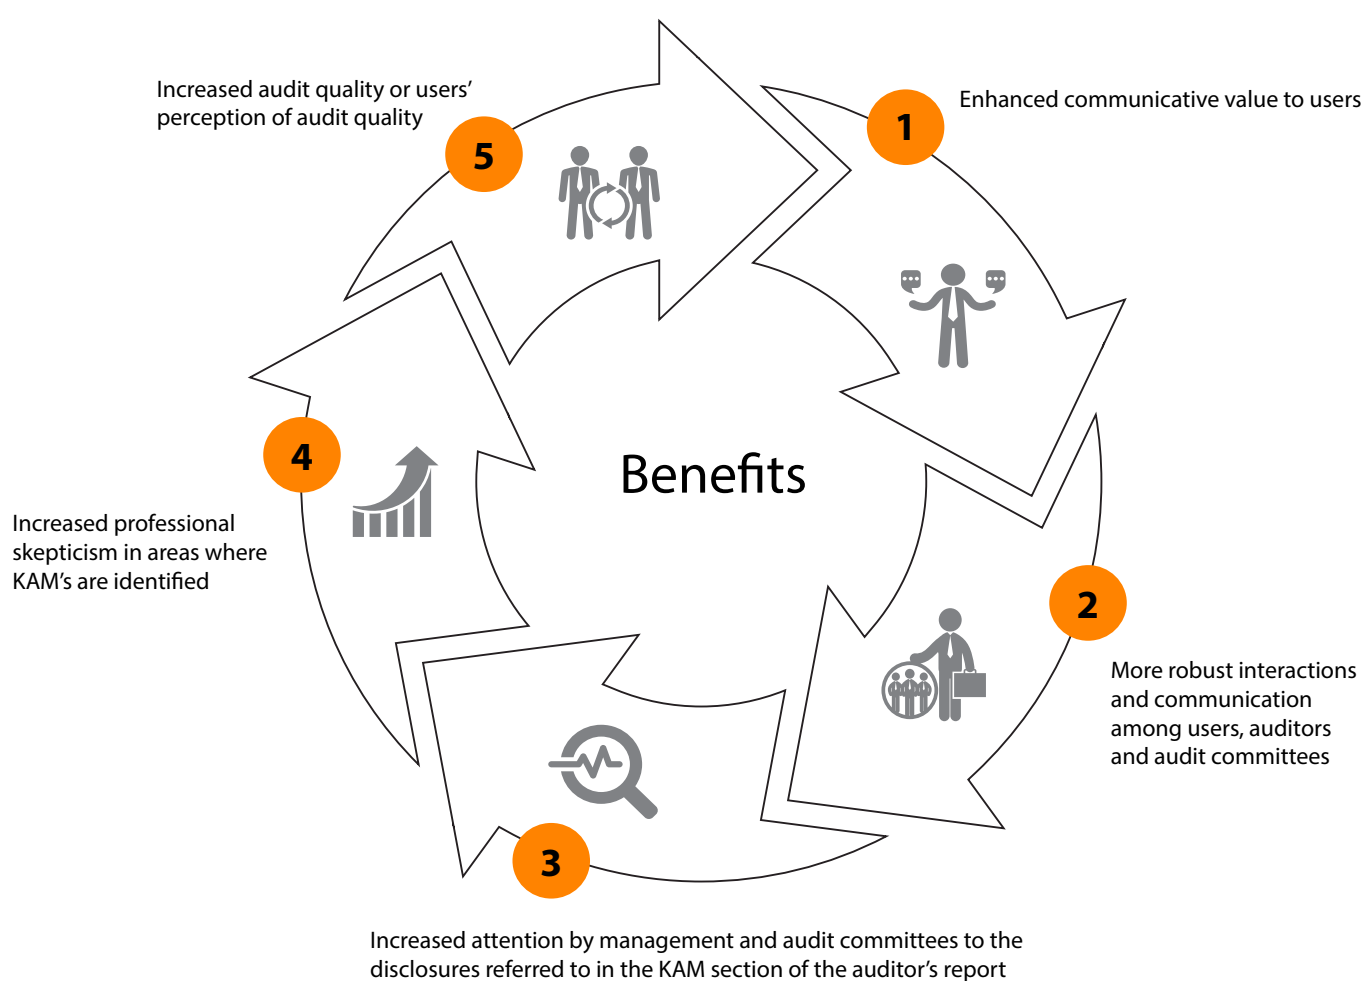 Benefits
1
Enhanced communicative value to users
2
More robust interactions
and communication
among users, auditors
and audit committees
3
Increased attention by management and audit committees to the
disclosures referred to in the KAM section of the auditor’s report
4
Increased professional
skepticism in areas where
KAM’s are identified
5
Increased audit quality or users’
perception of audit quality